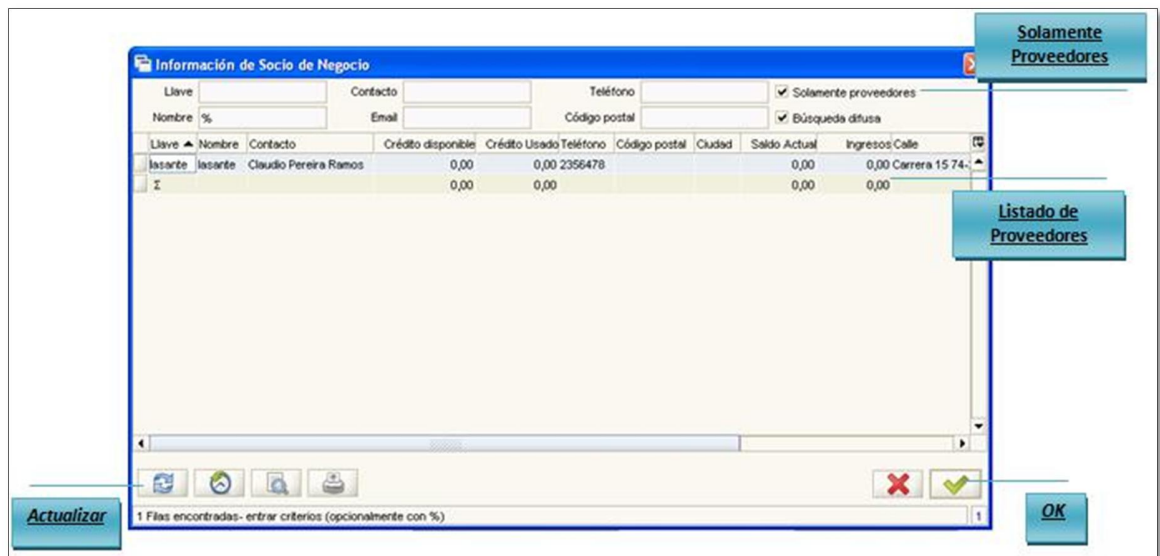 Solamente
Proveedores
Información de Socio de Negocio
Llave Contacto Teléfono Solamente proveedores
Nombre % Email Código postal Búsqueda difusa
Llave Nombre Contacto Crédito disponible Crédito Usado Teléfono Código postal Ciudad Saldo Actual Ingresos Calle
lasante lasante Claudio Pereira Ramos 0,00 0,00 2356478 0,00 0,00 Carrera 15 74-
Σ 0,00 0,00 0,00 0,00
Listado de
Proveedores
Actualizar
OK
1 Filas encontradas- entrar criterios (opcionalmente con %) 1